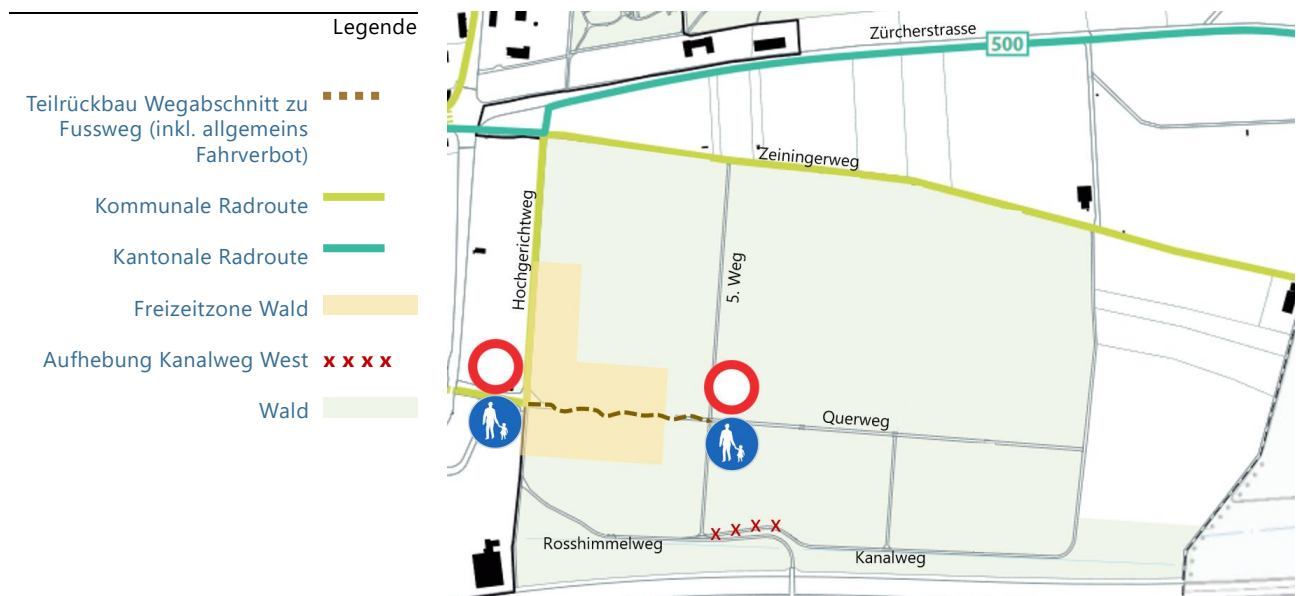 Legende
Teilrückbau Wegabschnitt zu
Fussweg (inkl. allgemeins
Fahrverbot)
Kommunale Radroute
Kantonale Radroute
Freizeitzone Wald
Aufhebung Kanalweg West
x x x x
Wald
Zürcherstrasse
500
Zeiningerweg
Hochgerichtweg
5. Weg
Querweg
x x x x
Rosshimmelweg
Kanalweg